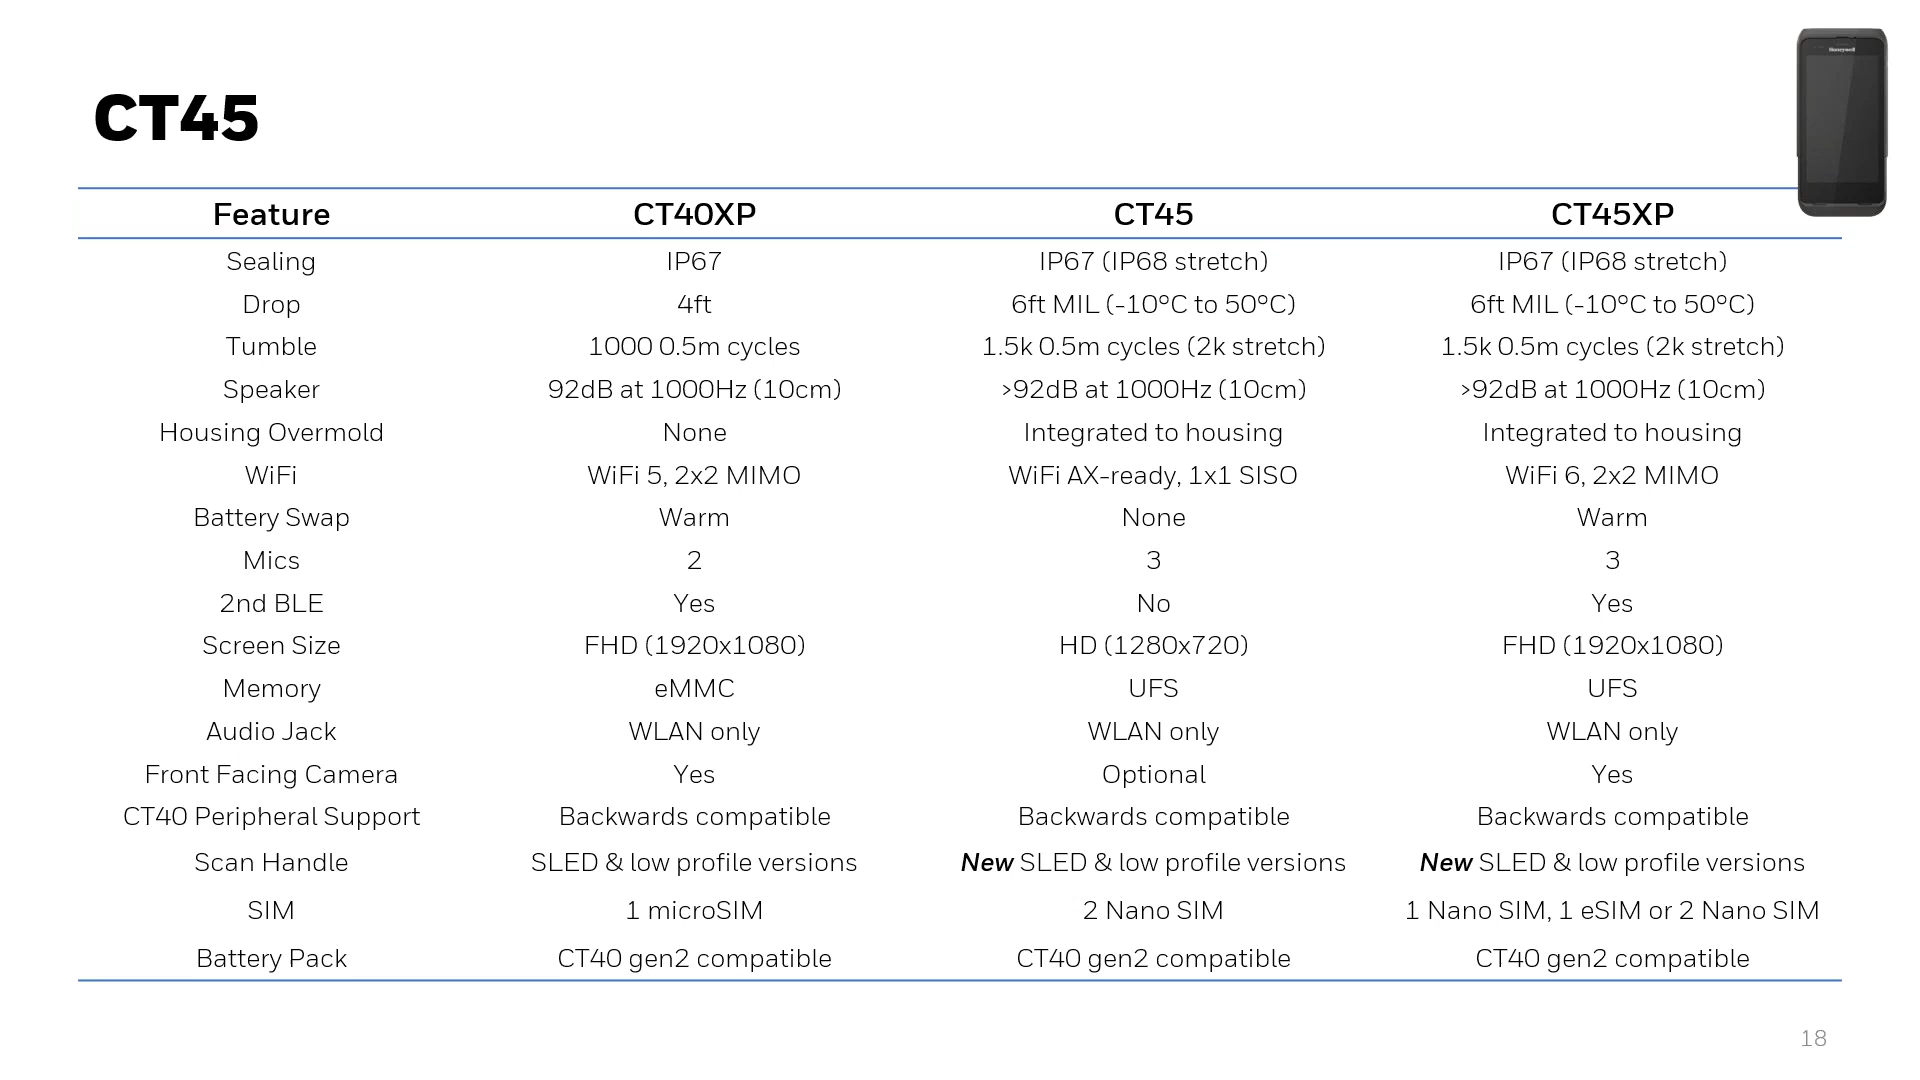 Honeywell
CT45
Feature CT40XP CT45 CT45XP
Sealing IP67 IP67 (IP68 stretch) IP67 (IP68 stretch)
Drop 4ft 6ft MIL (-10°C to 50°C) 6ft MIL (-10°C to 50°C)
Tumble 1000 0.5m cycles 1.5k 0.5m cycles (2k stretch) 1.5k 0.5m cycles (2k stretch)
Speaker 92dB at 1000Hz (10cm) >92dB at 1000Hz (10cm) >92dB at 1000Hz (10cm)
Housing Overmold None Integrated to housing Integrated to housing
WiFi WiFi 5, 2x2 MIMO WiFi AX-ready, 1x1 SISO WiFi 6, 2x2 MIMO
Battery Swap Warm None Warm
Mics 2 3 3
2nd BLE Yes No Yes
Screen Size FHD (1920x1080) HD (1280x720) FHD (1920x1080)
Memory eMMC UFS UFS
Audio Jack WLAN only WLAN only WLAN only
Front Facing Camera Yes Optional Yes
CT40 Peripheral Support Backwards compatible Backwards compatible Backwards compatible
Scan Handle SLED & low profile versions New SLED & low profile versions New SLED & low profile versions
SIM 1 microSIM 2 Nano SIM 1 Nano SIM, 1 eSIM or 2 Nano SIM
Battery Pack CT40 gen2 compatible CT40 gen2 compatible CT40 gen2 compatible
18